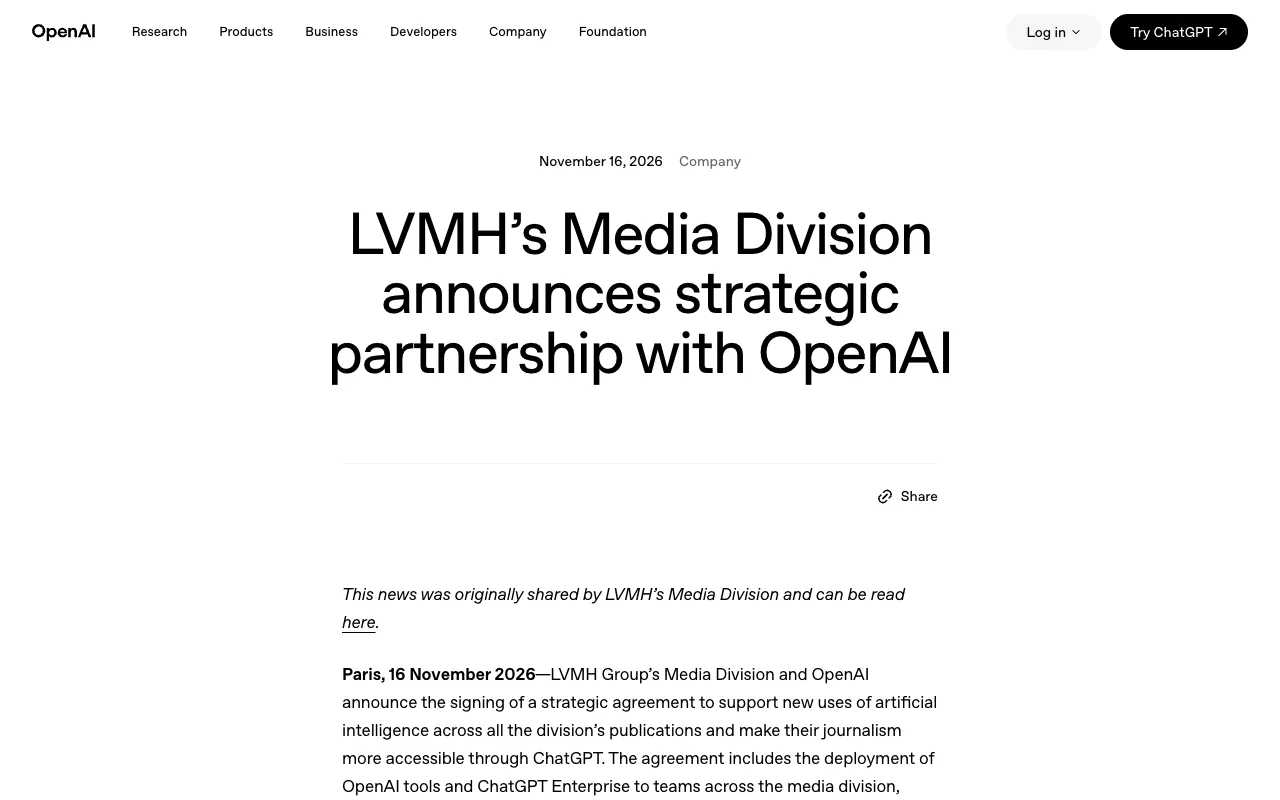 OpenAI
Research
Products
Business
Developers
Company
Foundation
Log in
Try ChatGPT ↗
November 16, 2026 Company
LVMH’s Media Division
announces strategic
partnership with OpenAI
Share
This news was originally shared by LVMH’s Media Division and can be read
here.
Paris, 16 November 2026—LVMH Group’s Media Division and OpenAI
announce the signing of a strategic agreement to support new uses of artificial
intelligence across all the division’s publications and make their journalism
more accessible through ChatGPT. The agreement includes the deployment of
OpenAI tools and ChatGPT Enterprise to teams across the media division,